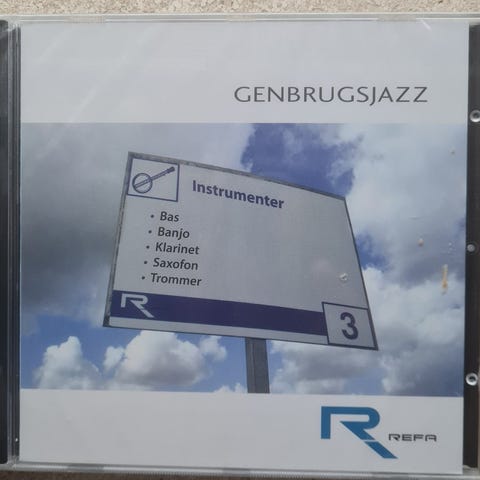 GENBRUGSJAZZ
Instrumenter
• Bas
• Banjo
• Klarinet
• Saxofon
• Trommer
R
3
R REFA